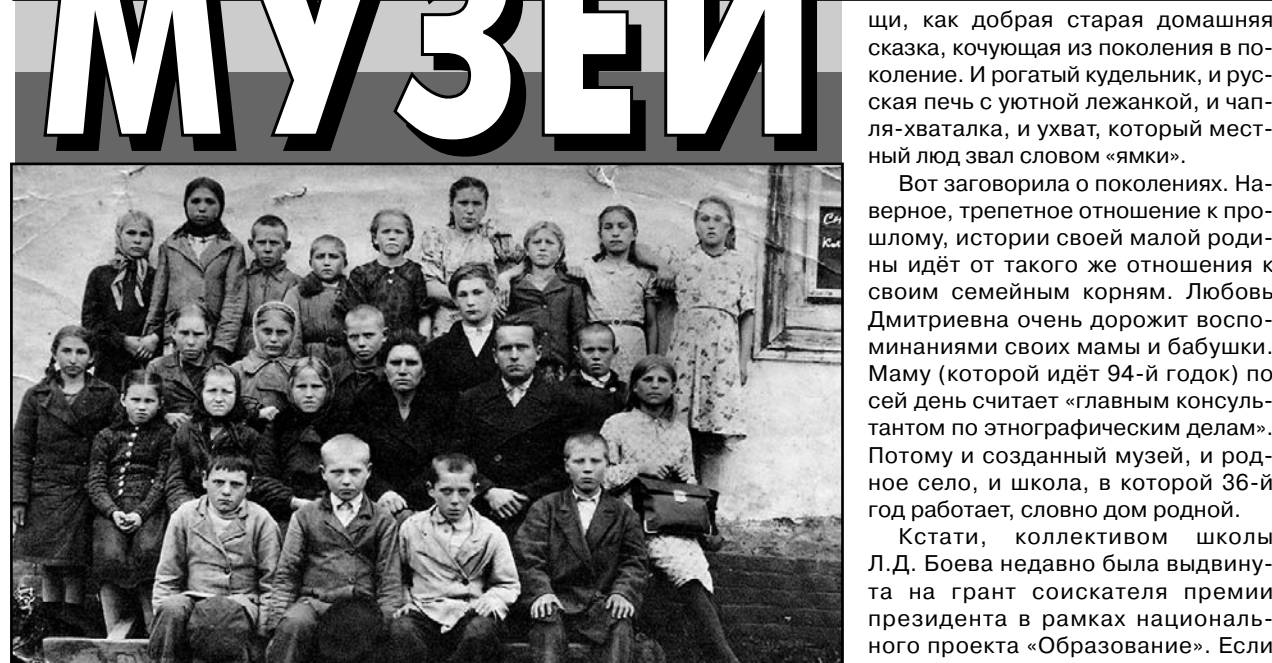 МУЗЕЙ
щи, как добрая старая домашняя
сказка, кочующая из поколения в по-
коление. И рогатый кудельник, и рус-
ская печь с уютной лежанкой, и чап-
ля-хваталка, и ухват, который мест-
ный люд звал словом «ямки».
Вот заговорила о поколениях. На-
верное, трепетное отношение к про-
шлому, истории своей малой роди-
ны идёт от такого же отношения к
своим семейным корням. Любовь
Дмитриевна очень дорожит воспо-
минаниями своих мамы и бабушки.
Маму (которой идёт 94-й годок) по
сей день считает «главным консуль-
тантом по этнографическим делам».
Потому и созданный музей, и род-
ное село, и школа, в которой 36-й
год работает, словно дом родной.
Кстати, коллективом школы
Л.Д. Боева недавно была выдвину-
та на грант соискателя премии
президента в рамках националь-
ного проекта «Образование». Если